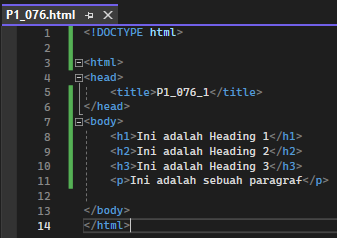 P1_076.html
1 <!DOCTYPE html>
2
3 <html>
4 <head>
5 <title>P1_076_1</title>
6 </head>
7 <body>
8 <h1>Ini adalah Heading 1</h1>
9 <h2>Ini adalah Heading 2</h2>
10 <h3>Ini adalah Heading 3</h3>
11 <p>Ini adalah sebuah paragraf</p>
12
13 </body>
14 </html>